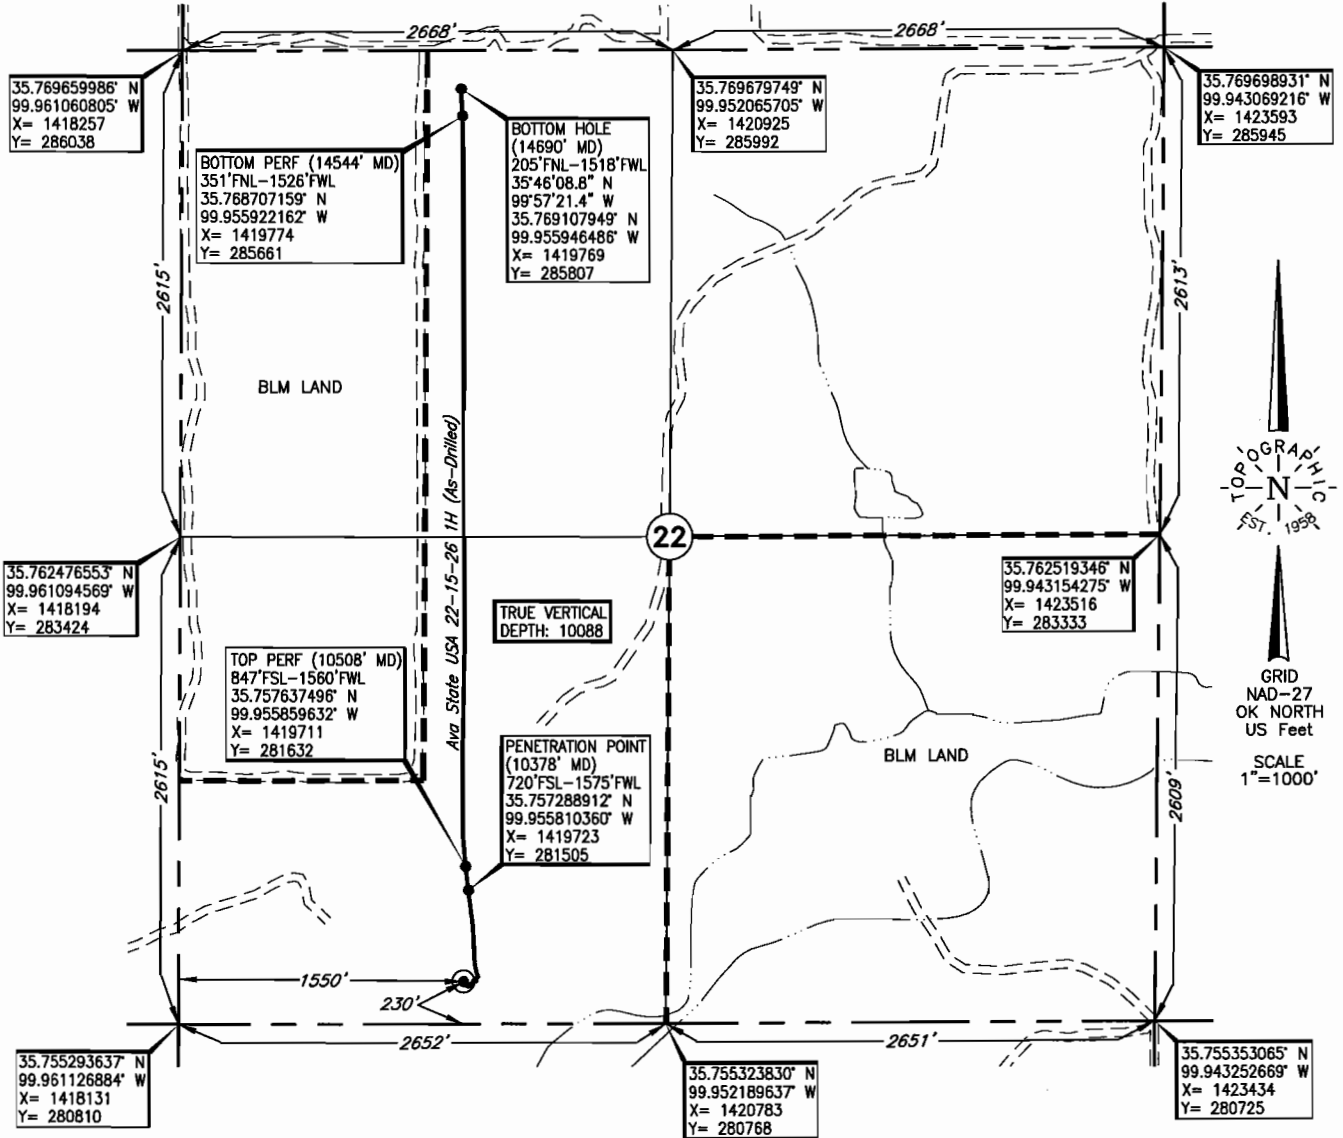 2668'
2668'
35.769659986° N
99.961060805° W
X= 1418257
Y= 286038
35.769679749° N
99.952065705° W
X= 1420925
Y= 285992
35.769698931° N
99.943069216° W
X= 1423593
Y= 285945
BOTTOM PERF (14544' MD)
351'FNL-1526'FWL
35.768707159° N
99.955922162° W
X= 1419774
Y= 285661
BOTTOM HOLE
(14690' MD)
205'FNL-1518'FWL
35°46'08.8" N
99°57'21.4" W
35.769107949° N
99.955946486° W
X= 1419769
Y= 285807
2615'
2613'
BLM LAND
Ava State USA 22-15-26 1H (As-Drilled)
TOPOGRAPHIC
N
EST. 1958
22
35.762476553° N
99.961094569° W
X= 1418194
Y= 283424
35.762519346° N
99.943154275° W
X= 1423516
Y= 283333
TRUE VERTICAL
DEPTH: 10088
TOP PERF (10508' MD)
847'FSL-1560'FWL
35.757637496° N
99.955859632° W
X= 1419711
Y= 281632
PENETRATION POINT
(10378' MD)
720'FSL-1575'FWL
35.757288912° N
99.955810360° W
X= 1419723
Y= 281505
BLM LAND
GRID
NAD-27
OK NORTH
US Feet
SCALE
1"=1000'
2615'
2609'
1550'
230'
2652'
2651'
35.755293637° N
99.961126884° W
X= 1418131
Y= 280810
35.755323830° N
99.952189637° W
X= 1420783
Y= 280768
35.755353065° N
99.943252669° W
X= 1423434
Y= 280725